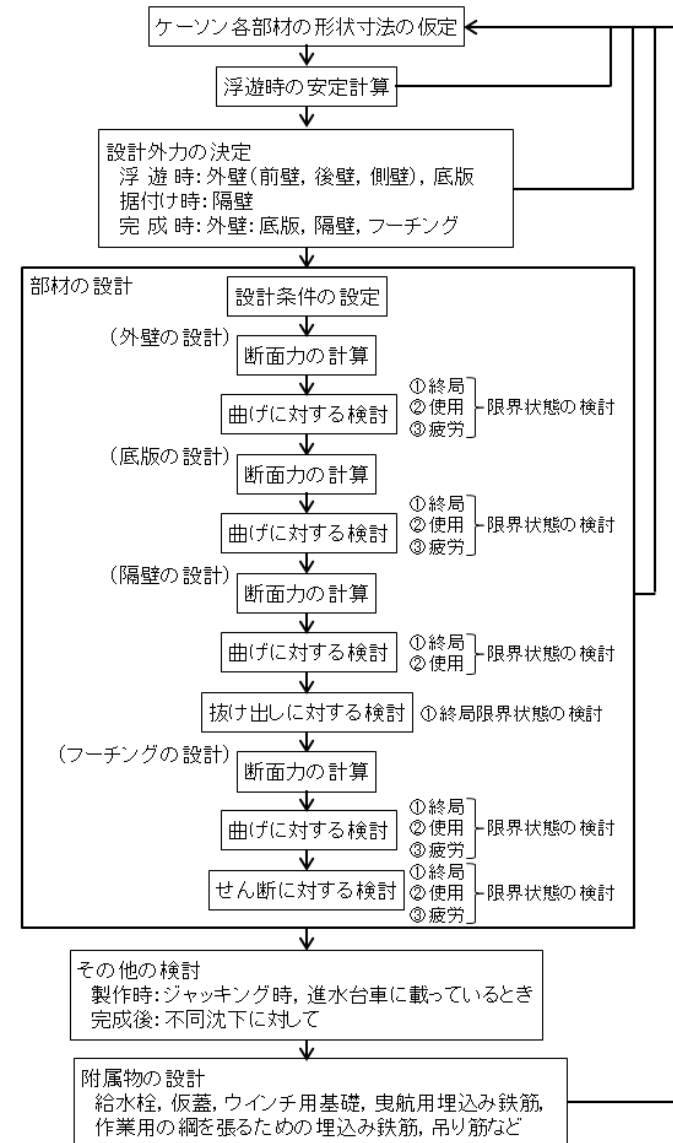 ケーソン各部材の形状寸法の仮定
浮遊時の安定計算
設計外力の決定
浮 遊 時:外壁(前壁, 後壁, 側壁), 底版
据付け時:隔壁
完 成 時:外壁:底版, 隔壁, フーチング
部材の設計
設計条件の設定
(外壁の設計)
断面力の計算
曲げに対する検討
①終局
②使用
③疲労
限界状態の検討
(底版の設計)
断面力の計算
曲げに対する検討
①終局
②使用
③疲労
限界状態の検討
(隔壁の設計)
断面力の計算
曲げに対する検討
①終局
②使用
限界状態の検討
抜け出しに対する検討
①終局限界状態の検討
(フーチングの設計)
断面力の計算
曲げに対する検討
①終局
②使用
③疲労
限界状態の検討
せん断に対する検討
①終局
②使用
③疲労
限界状態の検討
その他の検討
製作時:ジャッキング時, 進水台車に載っているとき
完成後:不同沈下に対して
附属物の設計
給水栓, 仮蓋, ウインチ用基礎, 曳航用埋込み鉄筋,
作業用の綱を張るための埋込み鉄筋, 吊り筋など